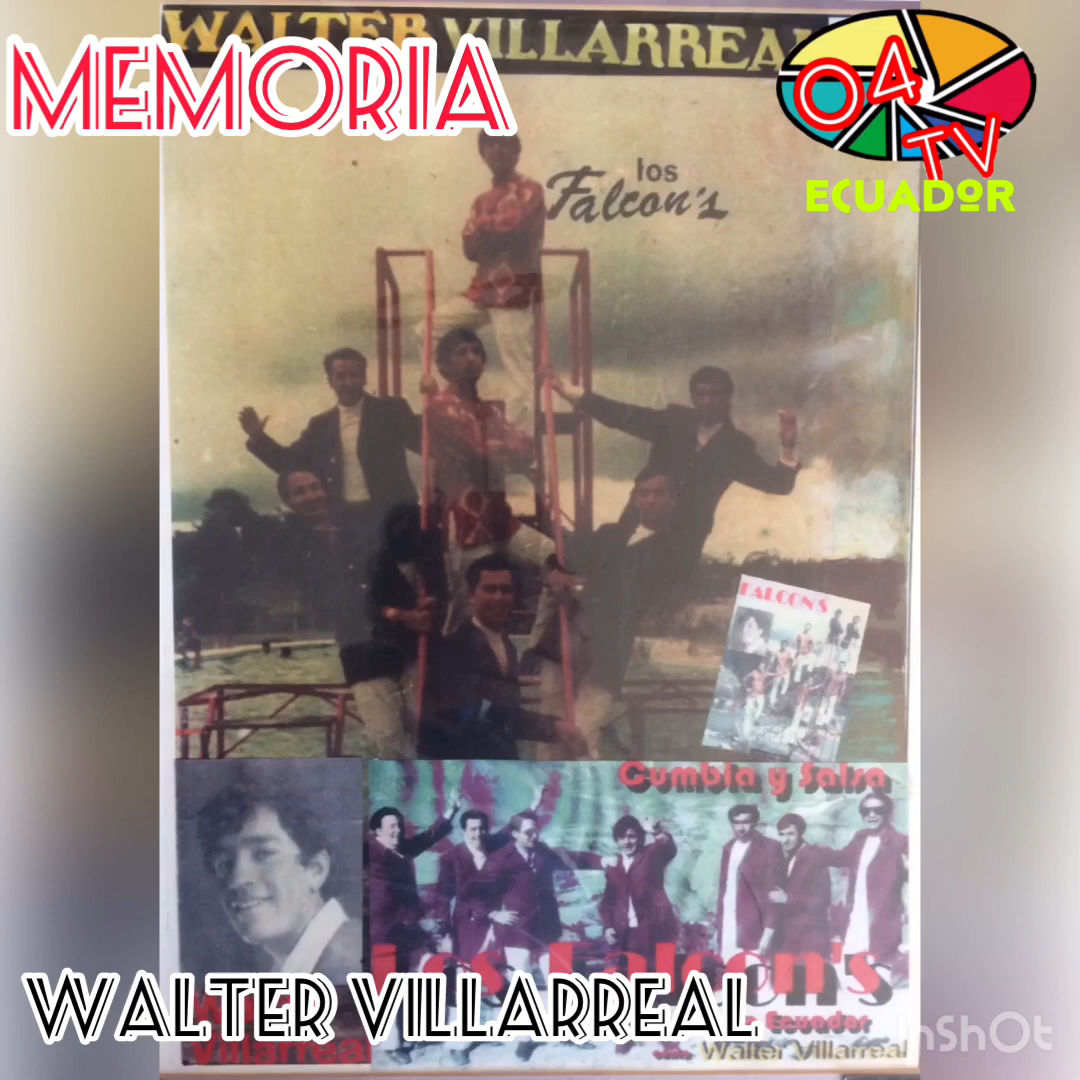 WALTER VILLARREAL
MEMORIA
04
TV
ECUADOR
los
Falcon's
FALCON'S
Cumbia y Salsa
Los Falcon's
Ecuador
Walter Villarreal
Villarreal
WALTER VILLARREAL
InShOt